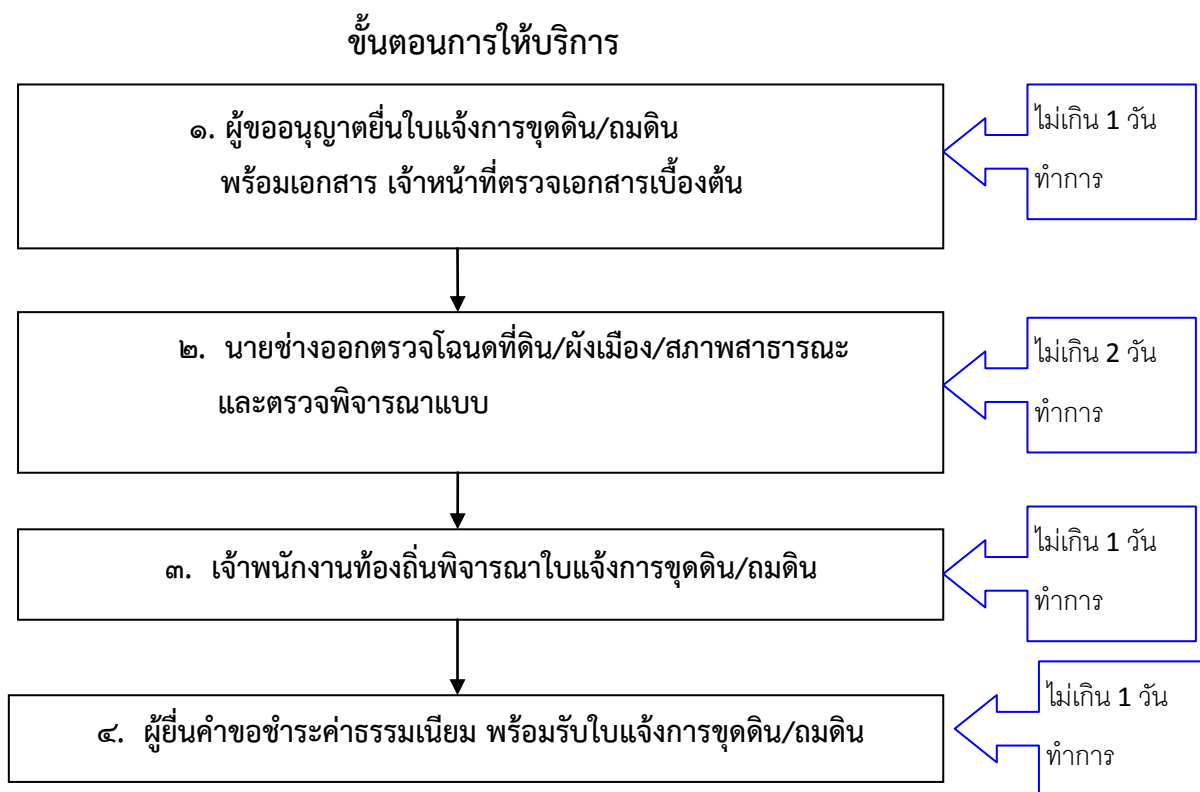 ขั้นตอนการให้บริการ
๑. ผู้ขออนุญาตยื่นใบแจ้งการขุดดิน/ถมดิน
พร้อมเอกสาร เจ้าหน้าที่ตรวจเอกสารเบื้องต้น
ไม่เกิน 1 วัน
ทำการ
๒. นายช่างออกตรวจโฉนดที่ดิน/ผังเมือง/สภาพสาธารณะ
และตรวจพิจารณาแบบ
ไม่เกิน 2 วัน
ทำการ
๓. เจ้าพนักงานท้องถิ่นพิจารณาใบแจ้งการขุดดิน/ถมดิน
ไม่เกิน 1 วัน
ทำการ
๔. ผู้ยื่นคำขอชำระค่าธรรมเนียม พร้อมรับใบแจ้งการขุดดิน/ถมดิน
ไม่เกิน 1 วัน
ทำการ